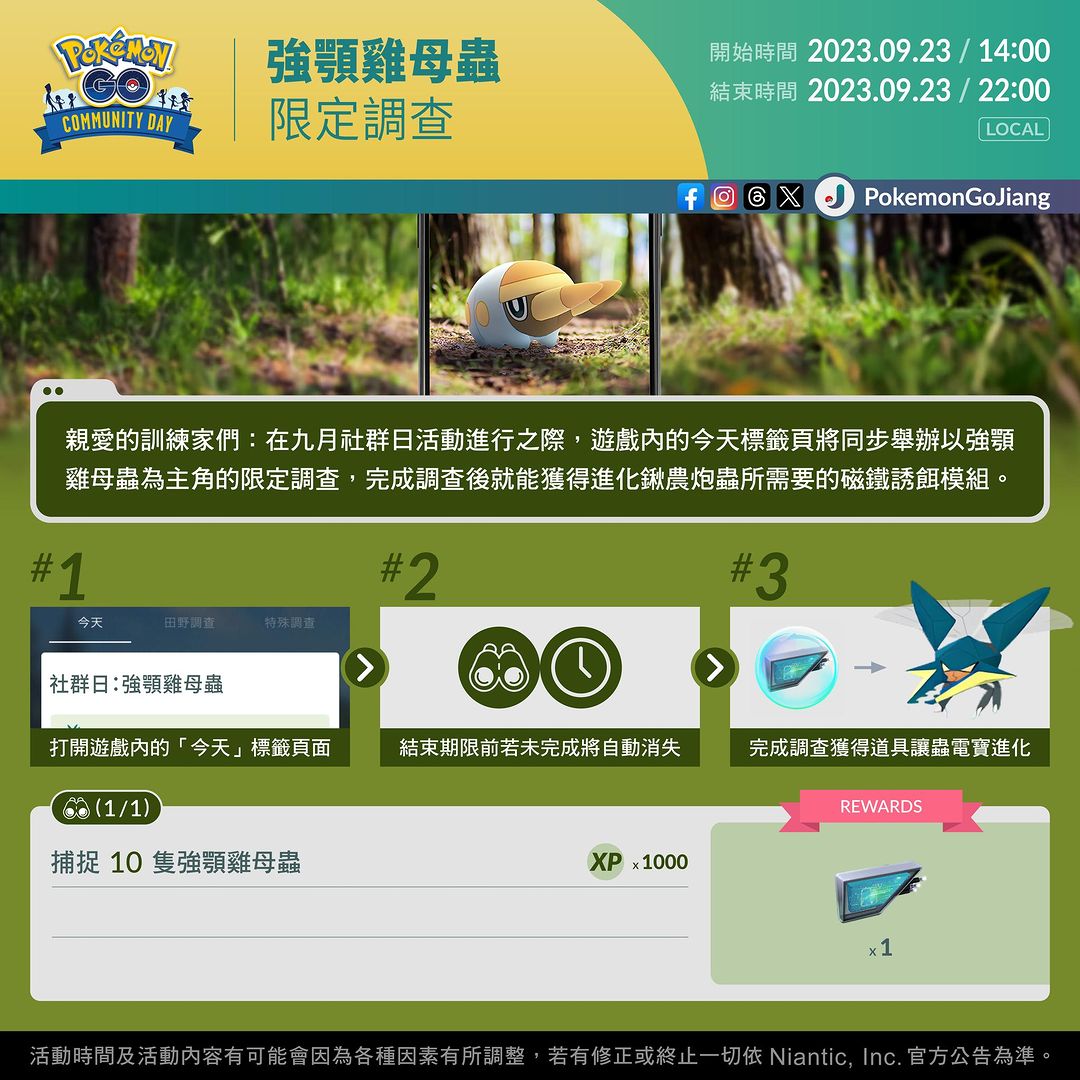 Pokémon GO
COMMUNITY DAY
強顎雞母蟲
限定調查
開始時間 2023.09.23 / 14:00
結束時間 2023.09.23 / 22:00
LOCAL
PokemonGoJiang
親愛的訓練家們：在九月社群日活動進行之際，遊戲內的今天標籤頁將同步舉辦以強顎
雞母蟲為主角的限定調查，完成調查後就能獲得進化鍬農炮蟲所需要的磁鐵誘餌模組。
#1
今天 田野調查 特殊調查
社群日：強顎雞母蟲
打開遊戲內的「今天」標籤頁面
#2
結束期限前若未完成將自動消失
#3
完成調查獲得道具讓蟲電寶進化
(1/1)
捕捉 10 隻強顎雞母蟲
XP x1000
REWARDS
x1
活動時間及活動內容有可能會因為各種因素有所調整，若有修正或終止一切依 Niantic, Inc. 官方公告為準。